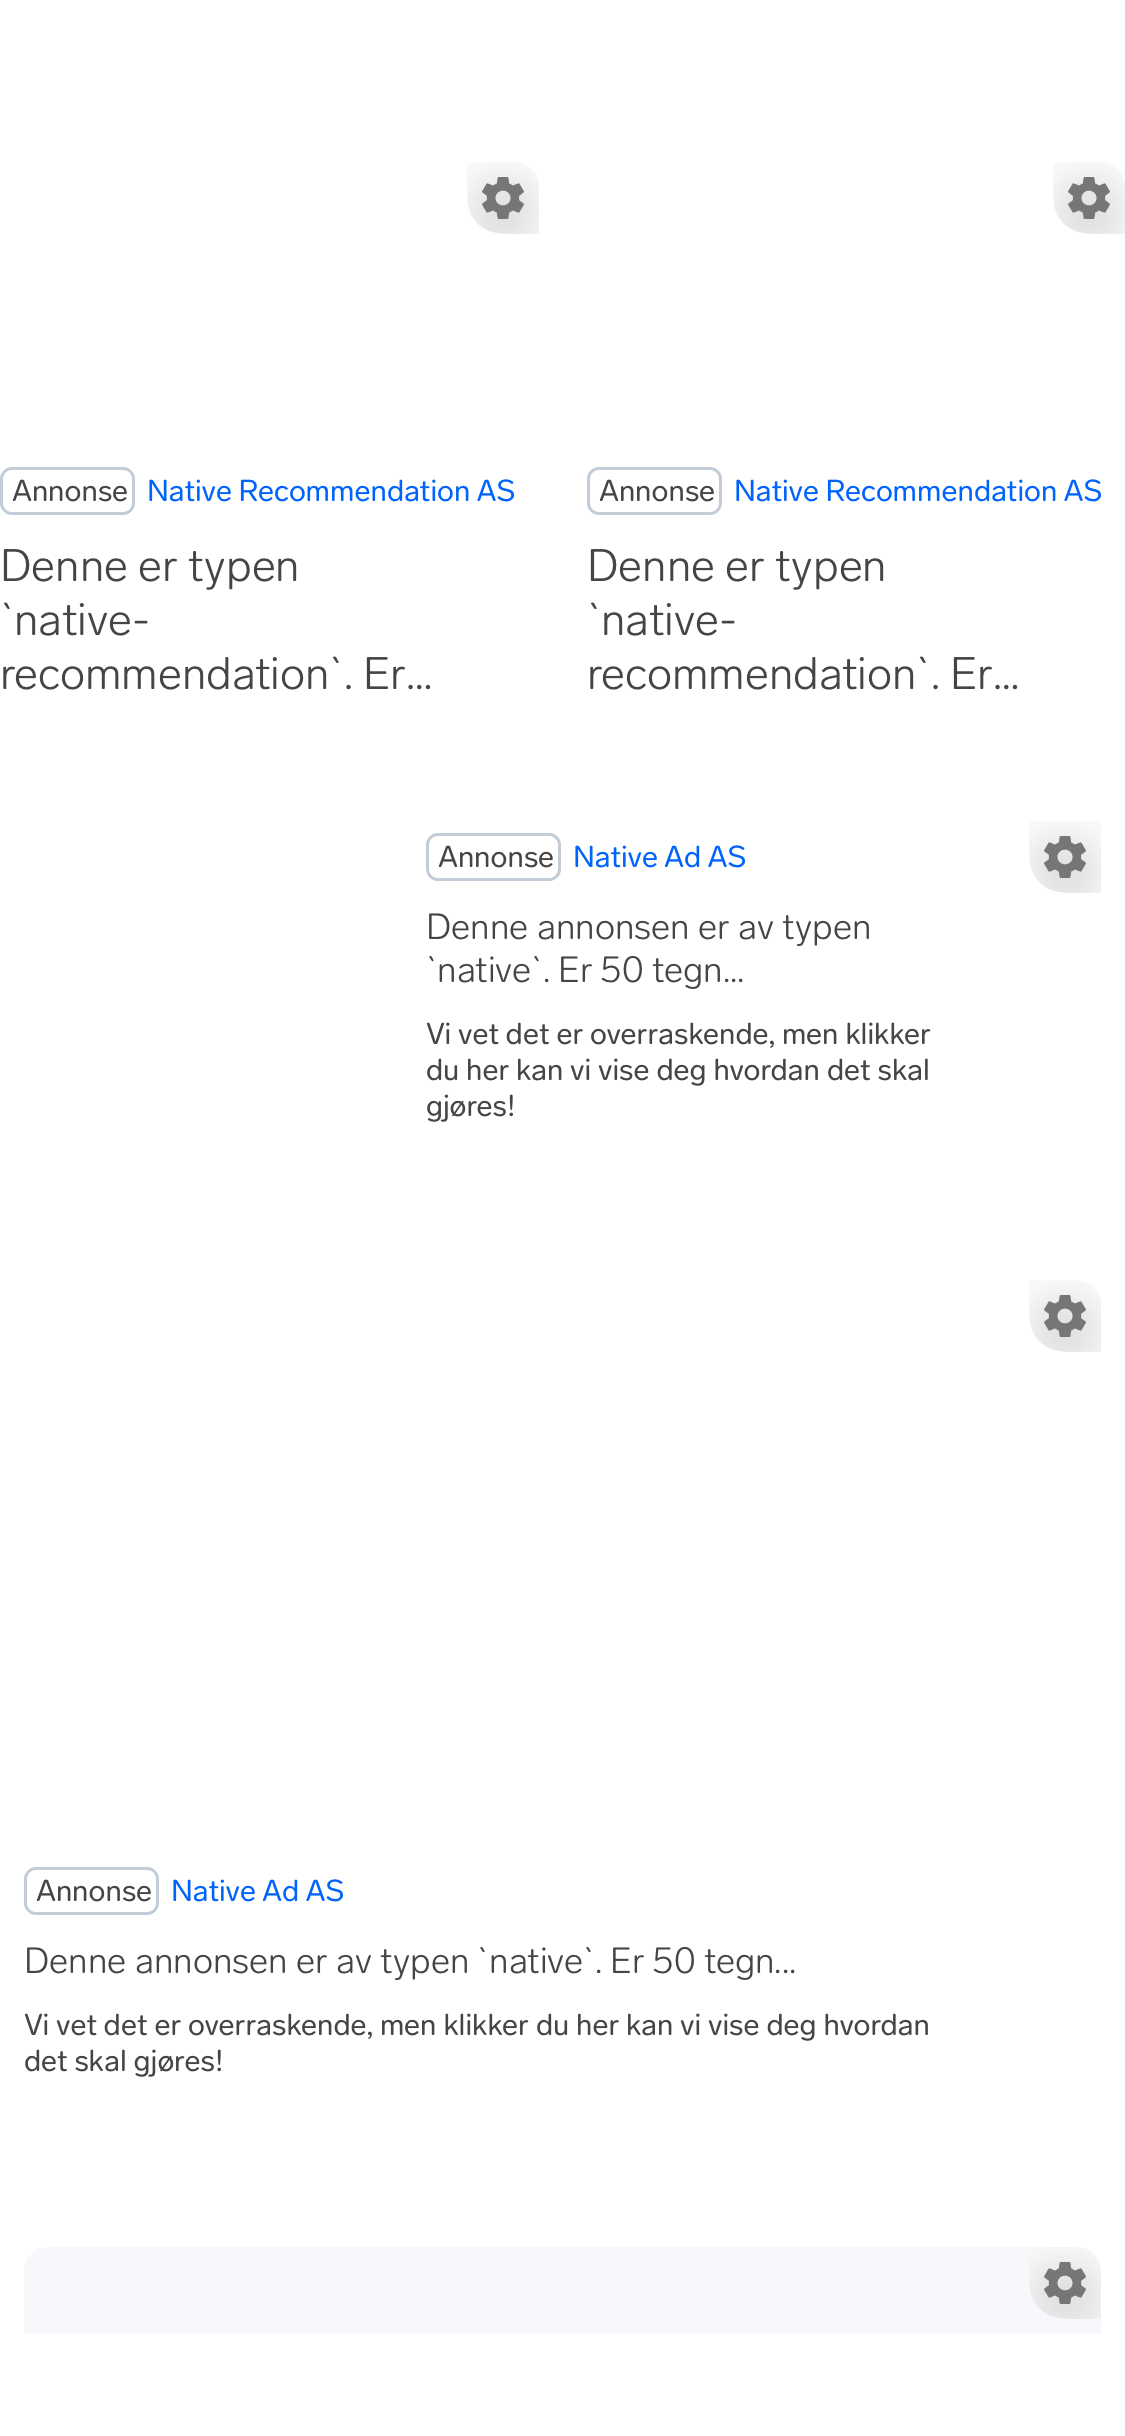 Annonse Native Recommendation AS
Denne er typen
`native-
recommendation`. Er...
Annonse Native Recommendation AS
Denne er typen
`native-
recommendation`. Er...
Annonse Native Ad AS
Denne annonsen er av typen
`native`. Er 50 tegn...
Vi vet det er overraskende, men klikker
du her kan vi vise deg hvordan det skal
gjøres!
Annonse Native Ad AS
Denne annonsen er av typen `native`. Er 50 tegn...
Vi vet det er overraskende, men klikker du her kan vi vise deg hvordan
det skal gjøres!